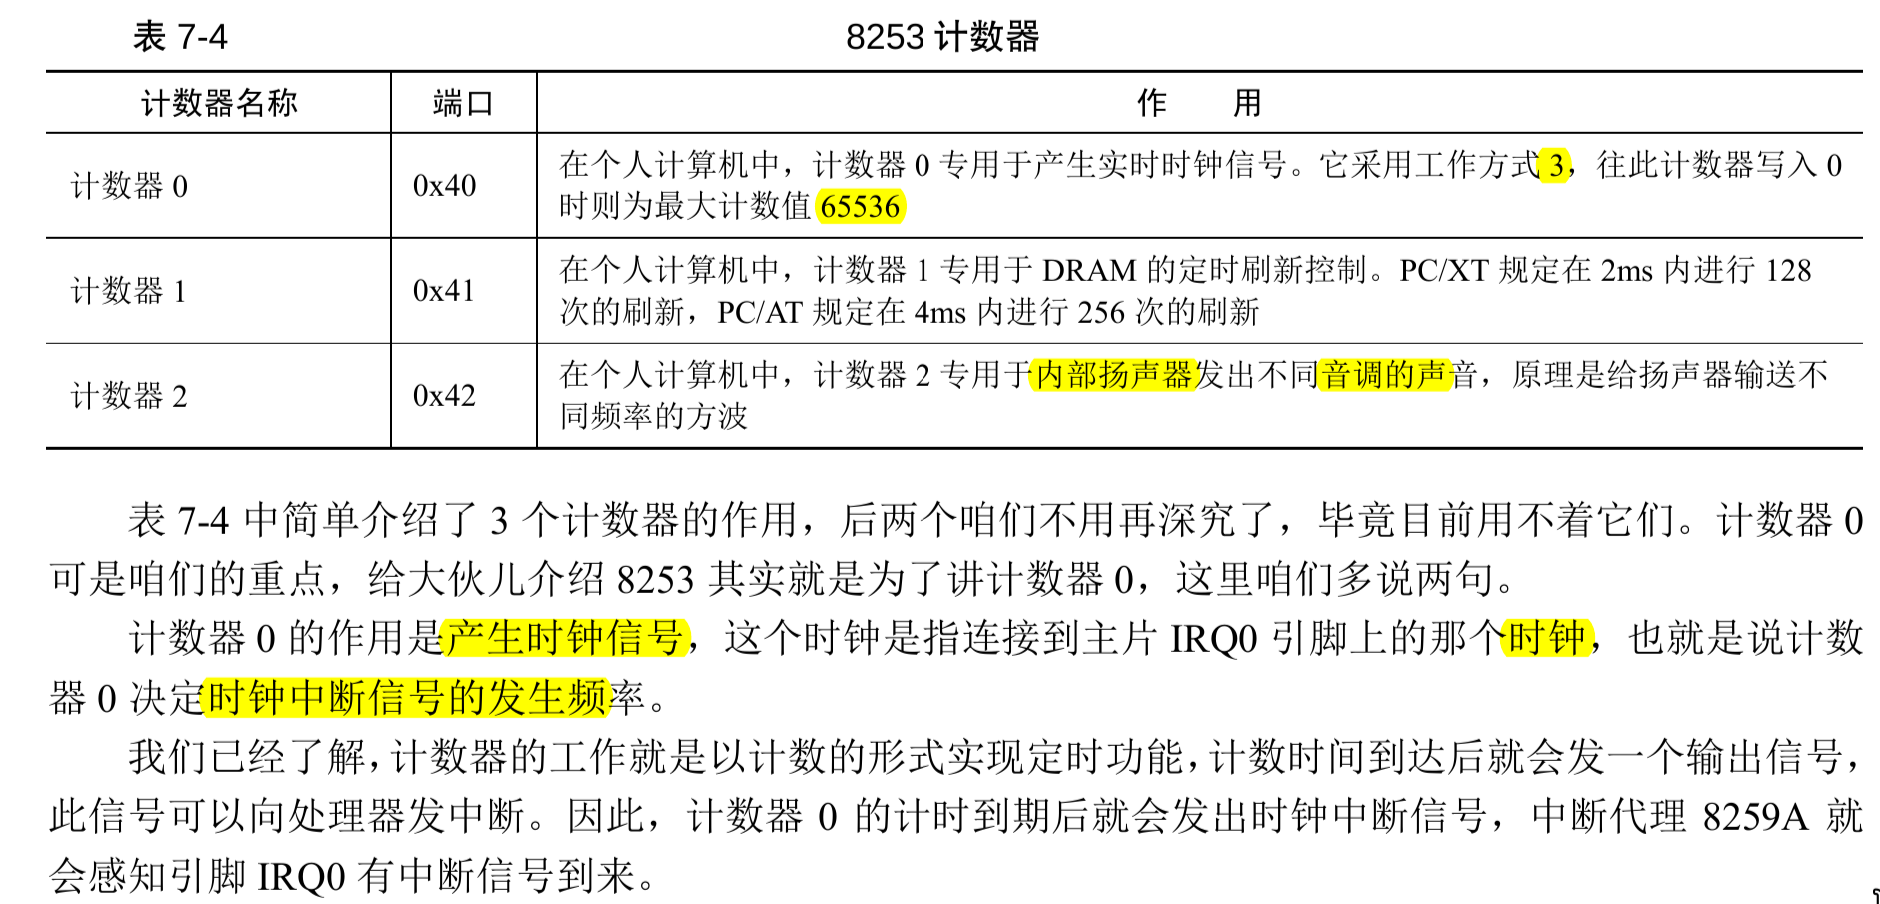 表 7-4 8253 计数器
计数器名称 端口 作 用
计数器 0 0x40 在个人计算机中，计数器 0 专用于产生实时时钟信号。它采用工作方式 3，往此计数器写入 0
时则为最大计数值 65536
计数器 1 0x41 在个人计算机中，计数器 1 专用于 DRAM 的定时刷新控制。PC/XT 规定在 2ms 内进行 128
次的刷新，PC/AT 规定在 4ms 内进行 256 次的刷新
计数器 2 0x42 在个人计算机中，计数器 2 专用于内部扬声器发出不同音调的声音，原理是给扬声器输送不
同频率的方波
表 7-4 中简单介绍了 3 个计数器的作用，后两个咱们不用再深究了，毕竟目前用不着它们。计数器 0
可是咱们的重点，给大伙儿介绍 8253 其实就是为了讲计数器 0，这里咱们多说两句。
计数器 0 的作用是产生时钟信号，这个时钟是指连接到主片 IRQ0 引脚上的那个时钟，也就是说计数
器 0 决定时钟中断信号的发生频率。
我们已经了解，计数器的工作就是以计数的形式实现定时功能，计数时间到达后就会发一个输出信号，
此信号可以向处理器发中断。因此，计数器 0 的计时到期后就会发出时钟中断信号，中断代理 8259A 就
会感知引脚 IRQ0 有中断信号到来。